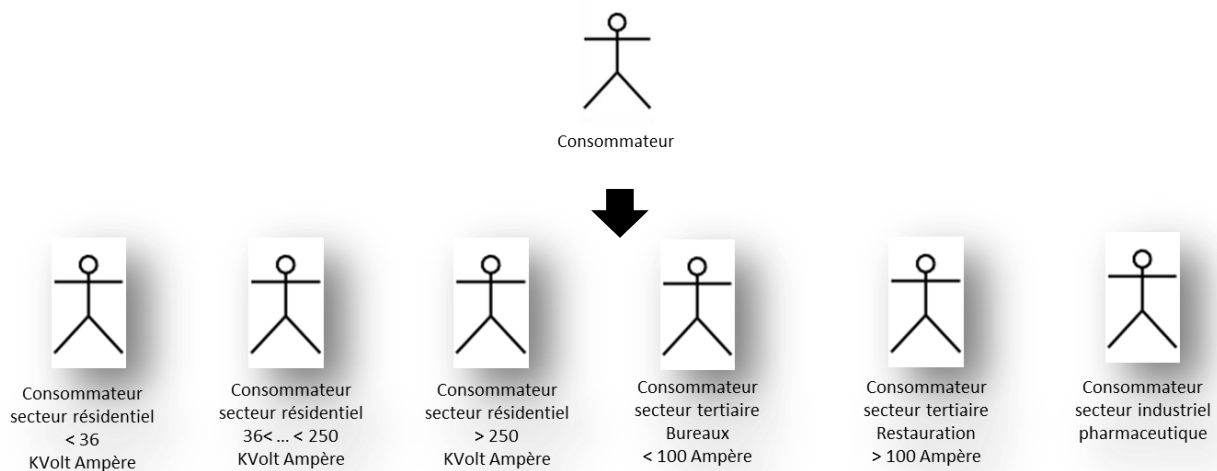 Consommateur
Consommateur
secteur résidentiel
< 36
KVolt Ampère
Consommateur
secteur résidentiel
36< ... < 250
KVolt Ampère
Consommateur
secteur résidentiel
> 250
KVolt Ampère
Consommateur
secteur tertiaire
Bureaux
< 100 Ampère
Consommateur
secteur tertiaire
Restauration
> 100 Ampère
Consommateur
secteur industriel
pharmaceutique